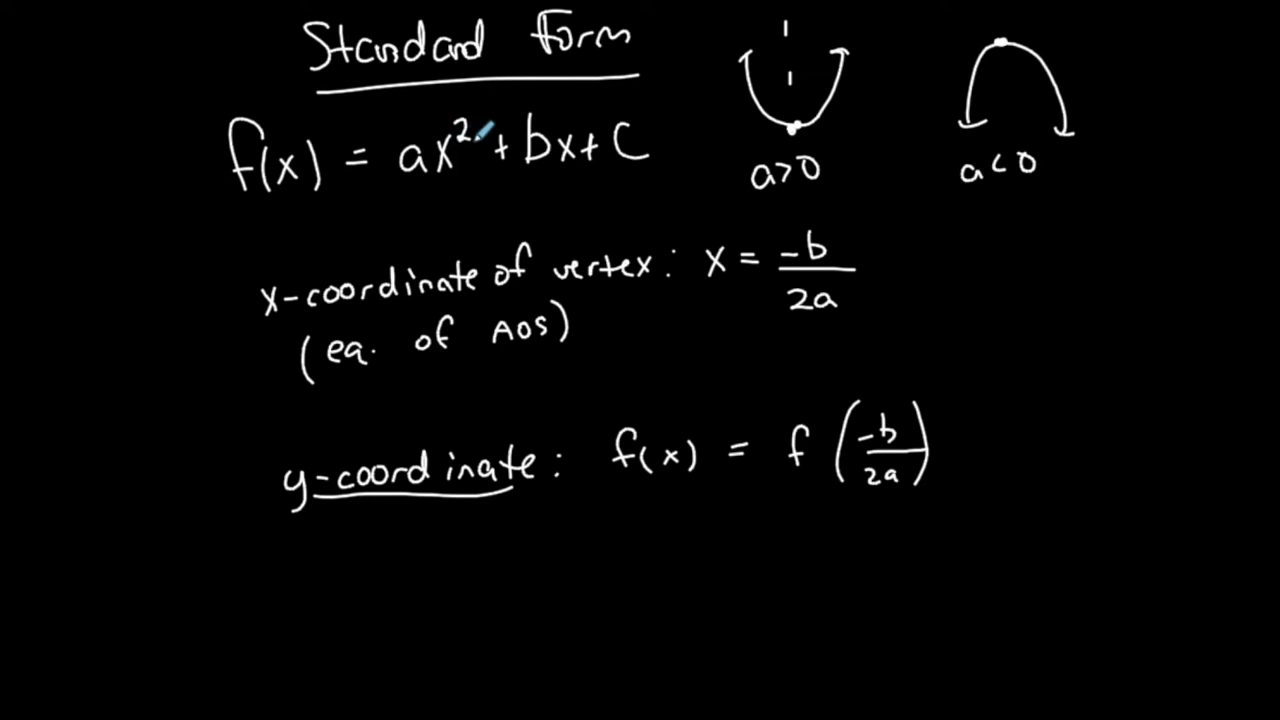 Standard Form
f(x) = ax² + bx + c
a > 0
a < 0
x-coordinate of vertex: x = -b/2a
(eq. of AOS)
y-coordinate: f(x) = f(-b/2a)